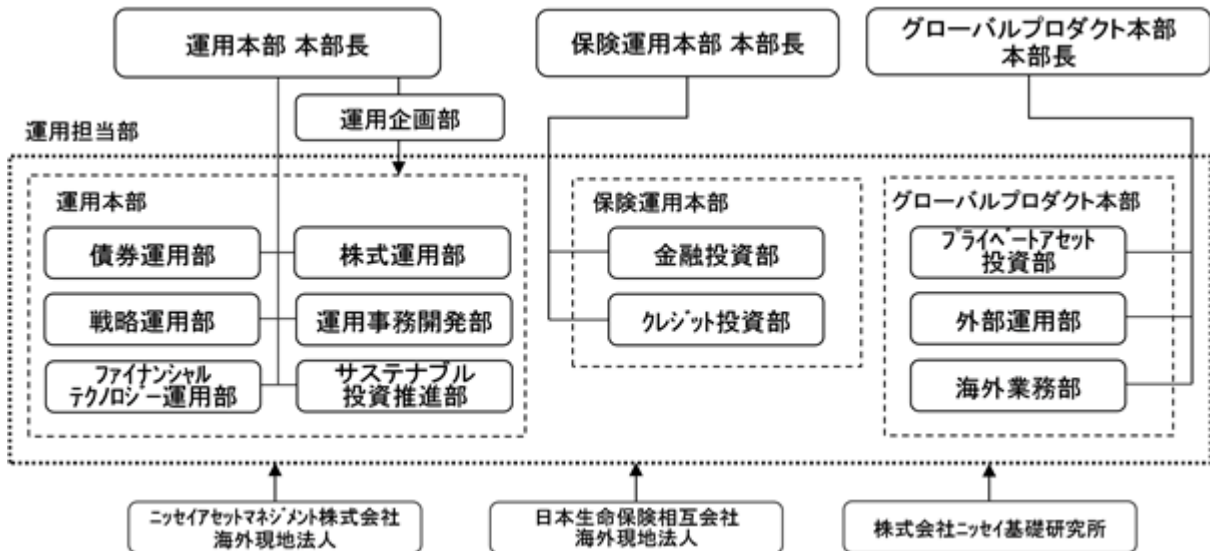 運用本部 本部長
保険運用本部 本部長
グローバルプロダクト本部
本部長
運用企画部
運用担当部
運用本部
債券運用部
株式運用部
戦略運用部
運用事務開発部
ファイナンシャル
テクノロジー運用部
サステナブル
投資推進部
保険運用本部
金融投資部
クレジット投資部
グローバルプロダクト本部
プライベートアセット
投資部
外部運用部
海外業務部
ニッセイアセットマネジメント株式会社
海外現地法人
日本生命保険相互会社
海外現地法人
株式会社ニッセイ基礎研究所